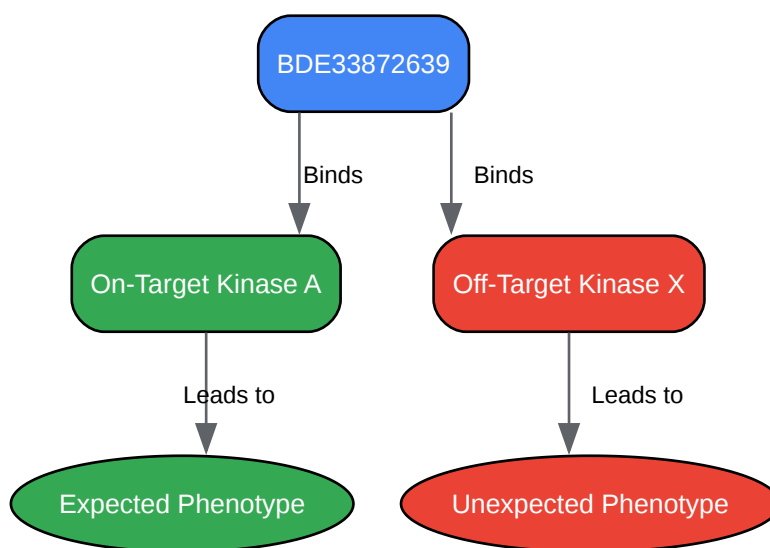 BDE33872639
Binds
Binds
On-Target Kinase A
Off-Target Kinase X
Leads to
Leads to
Expected Phenotype
Unexpected Phenotype